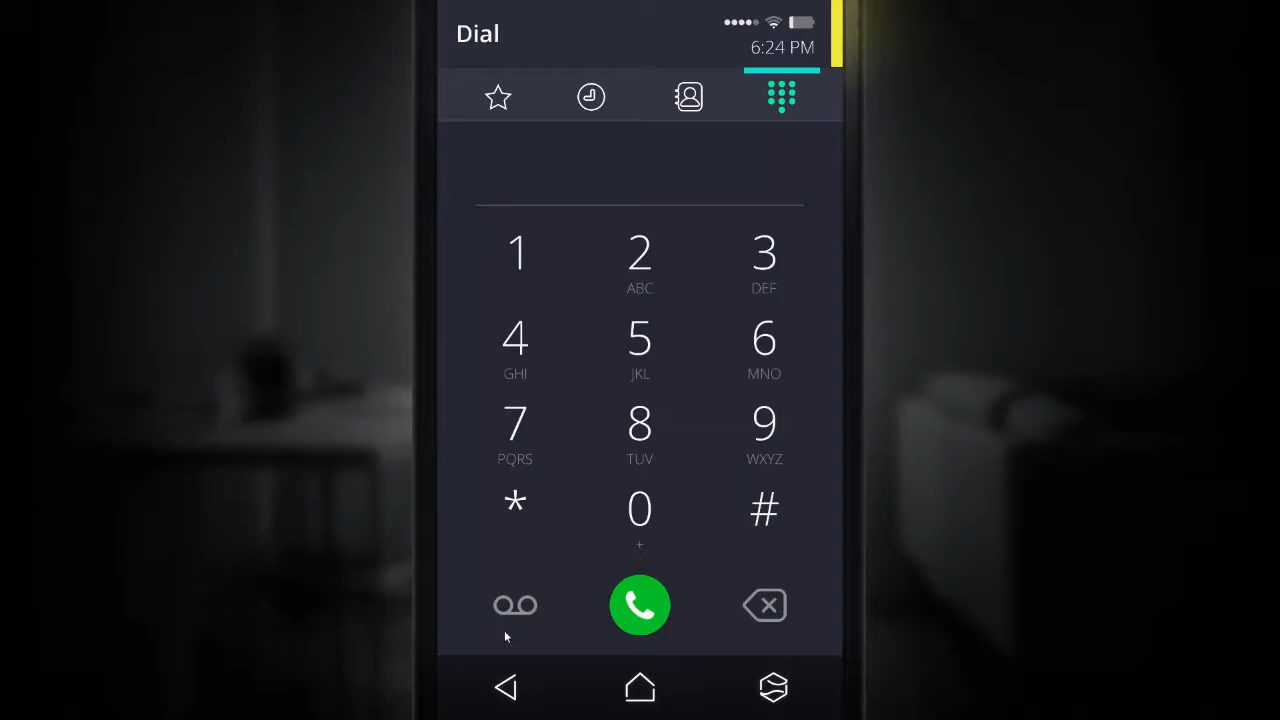 Dial
6:24 PM
1 2 3
ABC DEF
4 5 6
GHI JKL MNO
7 8 9
PQRS TUV WXYZ
* 0 #
+